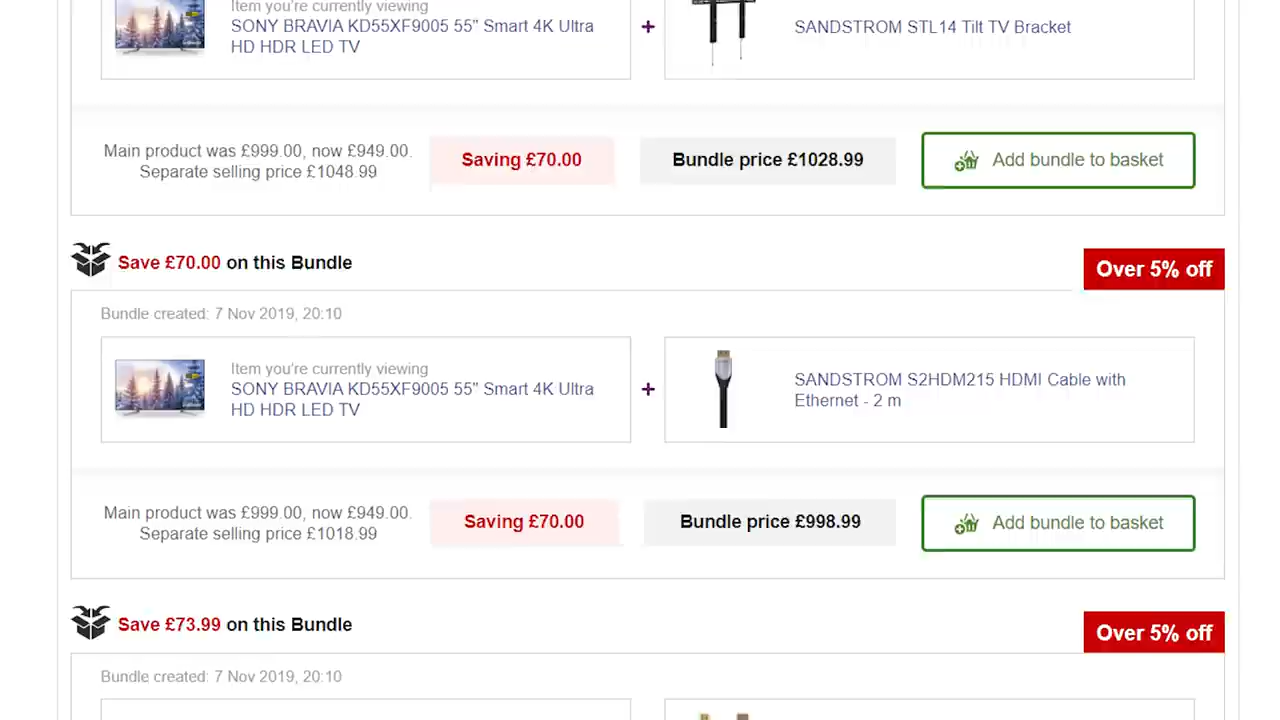 Item you're currently viewing
SONY BRAVIA KD55XF9005 55" Smart 4K Ultra
HD HDR LED TV
+
SANDSTROM STL14 Tilt TV Bracket
Main product was £999.00, now £949.00.
Separate selling price £1048.99
Saving £70.00
Bundle price £1028.99
Add bundle to basket
Save £70.00 on this Bundle
Over 5% off
Bundle created: 7 Nov 2019, 20:10
Item you're currently viewing
SONY BRAVIA KD55XF9005 55" Smart 4K Ultra
HD HDR LED TV
+
SANDSTROM S2HDM215 HDMI Cable with
Ethernet - 2 m
Main product was £999.00, now £949.00.
Separate selling price £1018.99
Saving £70.00
Bundle price £998.99
Add bundle to basket
Save £73.99 on this Bundle
Over 5% off
Bundle created: 7 Nov 2019, 20:10